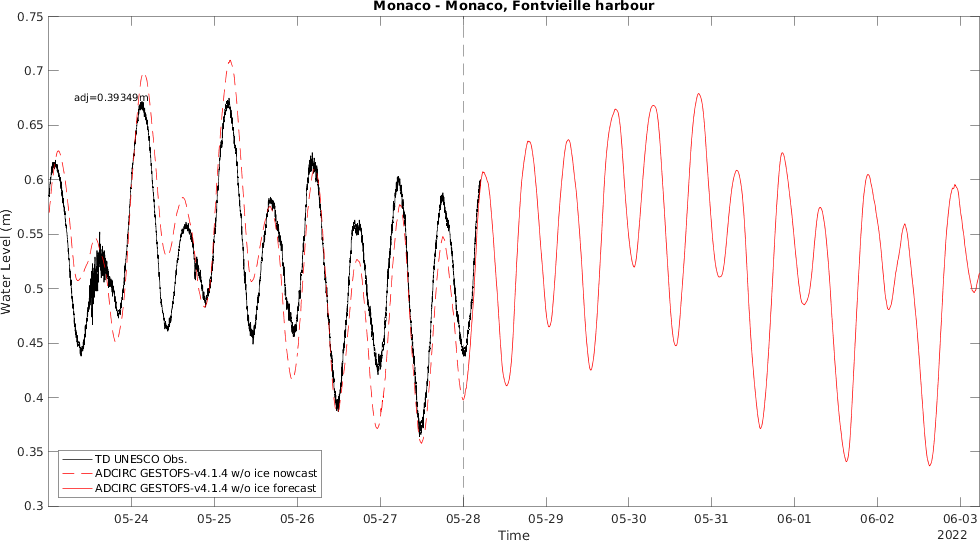 Monaco - Monaco, Fontvieille harbour
0.75
0.7
adj=0.39349m
0.65
0.6
0.55
0.5
0.45
0.4
0.35
0.3
Water Level (m)
TD UNESCO Obs.
ADCIRC GESTOFS-v4.1.4 w/o ice nowcast
ADCIRC GESTOFS-v4.1.4 w/o ice forecast
05-24 05-25 05-26 05-27 05-28 05-29 05-30 05-31 06-01 06-02 06-03
Time 2022